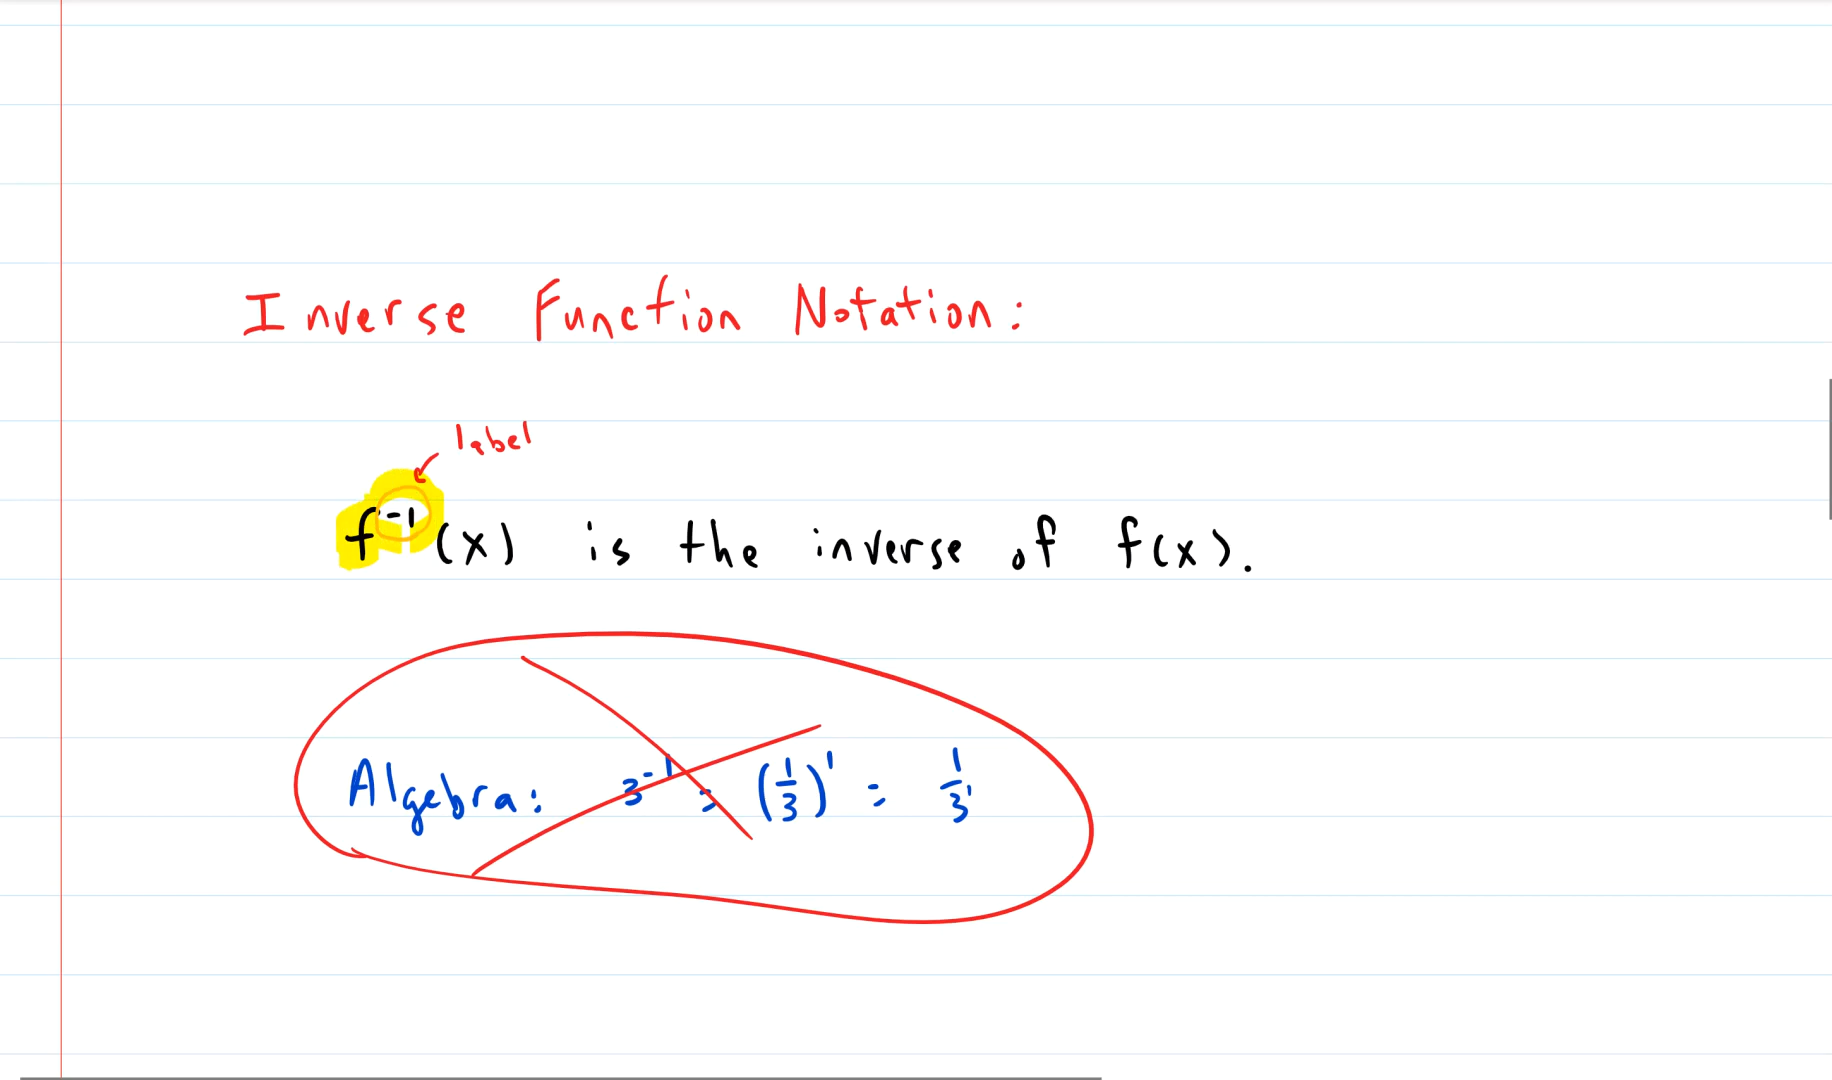 Inverse Function Notation:
label
f⁻¹(x) is the inverse of f(x).
Algebra: 3⁻¹ = (1/3)¹ = 1/3¹